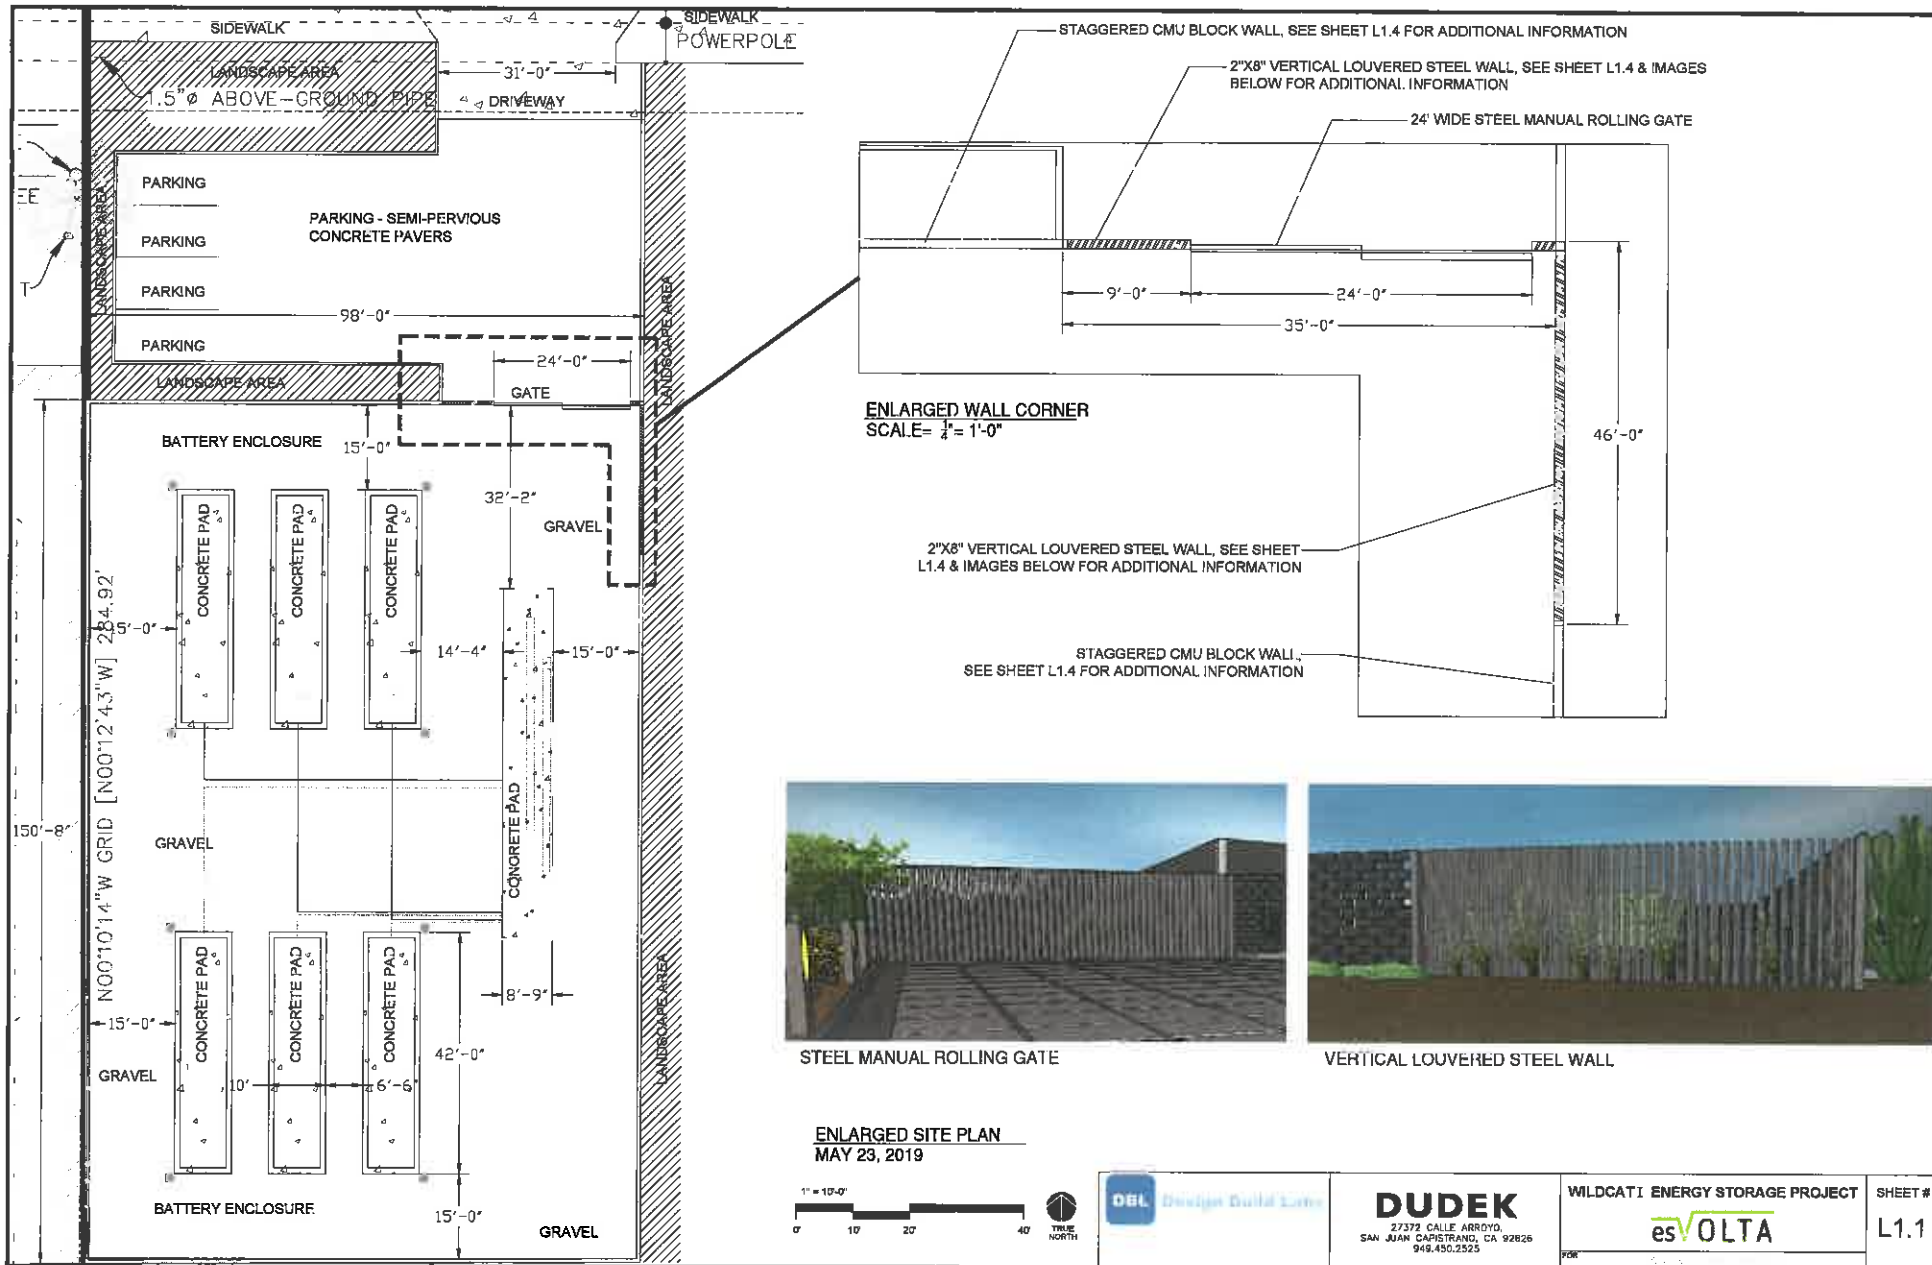 SIDEWALK
SIDEWALK
POWERPOLE
LANDSCAPE AREA
31'-0"
1.5"ø ABOVE-GROUND PIPE
DRIVEWAY
EE
T
LANDSCAPE AREA
PARKING
PARKING
PARKING
PARKING
PARKING - SEMI-PERVIOUS
CONCRETE PAVERS
98'-0"
LANDSCAPE AREA
24'-0"
GATE
LANDSCAPE AREA
BATTERY ENCLOSURE
15'-0"
32'-2"
GRAVEL
CONCRETE PAD
CONCRETE PAD
CONCRETE PAD
15'-0"
14'-4"
15'-0"
N00°10'14"W GRID [N00°12'43"W] 284.92'
150'-8"
GRAVEL
CONCRETE PAD
CONCRETE PAD
CONCRETE PAD
CONCRETE PAD
8'-9"
15'-0"
LANDSCAPE AREA
42'-0"
GRAVEL
10'
6'-6"
BATTERY ENCLOSURE
15'-0"
GRAVEL
STAGGERED CMU BLOCK WALL, SEE SHEET L1.4 FOR ADDITIONAL INFORMATION
2"X8" VERTICAL LOUVERED STEEL WALL, SEE SHEET L1.4 & IMAGES
BELOW FOR ADDITIONAL INFORMATION
24' WIDE STEEL MANUAL ROLLING GATE
9'-0"
24'-0"
35'-0"
46'-0"
ENLARGED WALL CORNER
SCALE= 1/4"= 1'-0"
2"X8" VERTICAL LOUVERED STEEL WALL, SEE SHEET
L1.4 & IMAGES BELOW FOR ADDITIONAL INFORMATION
STAGGERED CMU BLOCK WALL,
SEE SHEET L1.4 FOR ADDITIONAL INFORMATION
STEEL MANUAL ROLLING GATE
VERTICAL LOUVERED STEEL WALL
ENLARGED SITE PLAN
MAY 23, 2019
1" = 10'-0"
0' 10' 20' 40'
TRUE
NORTH
DBL Design Build Labs
DUDEK
27372 CALLE ARROYO,
SAN JUAN CAPISTRANO, CA 92626
949.450.2525
WILDCAT I ENERGY STORAGE PROJECT
esVOLTA
FOR
SHEET #
L1.1